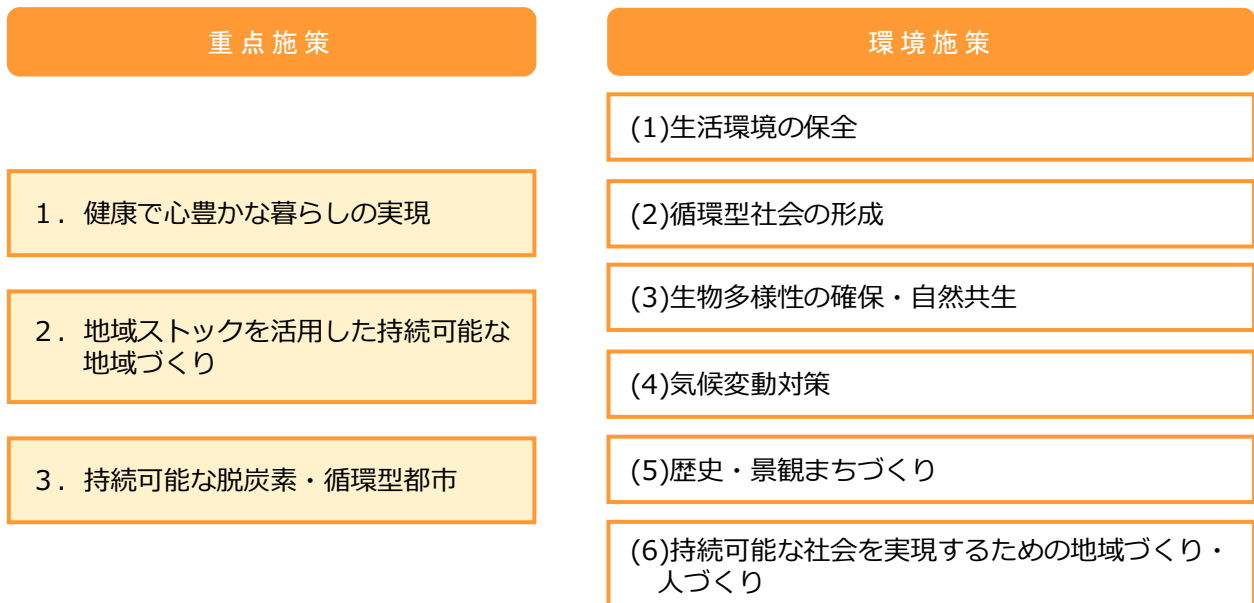 重点施策
1．健康で心豊かな暮らしの実現
2．地域ストックを活用した持続可能な
地域づくり
3．持続可能な脱炭素・循環型都市
環境施策
(1)生活環境の保全
(2)循環型社会の形成
(3)生物多様性の確保・自然共生
(4)気候変動対策
(5)歴史・景観まちづくり
(6)持続可能な社会を実現するための地域づくり・
人づくり